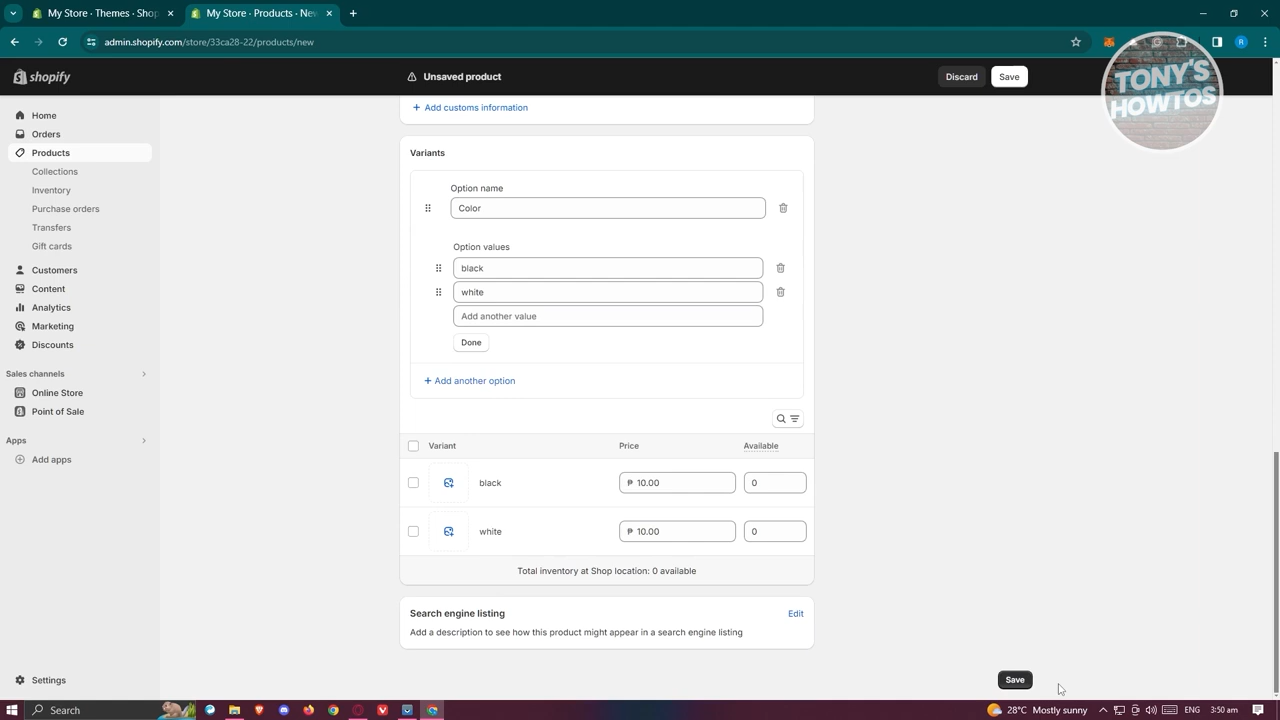 My Store · Themes · Shop
My Store · Products · New
admin.shopify.com/store/33ca28-22/products/new
R
shopify
Unsaved product
Discard
Save
TONY'S
HOWTOS
Home
Orders
Products
Collections
Inventory
Purchase orders
Transfers
Gift cards
Customers
Content
Analytics
Marketing
Discounts
Sales channels
Online Store
Point of Sale
Apps
Add apps
Settings
+ Add customs information
Variants
Option name
Color
Option values
black
white
Add another value
Done
+ Add another option
Variant Price Available
black ₱ 10.00 0
white ₱ 10.00 0
Total inventory at Shop location: 0 available
Search engine listing Edit
Add a description to see how this product might appear in a search engine listing
Save
Search
28°C Mostly sunny
ENG
3:50 am